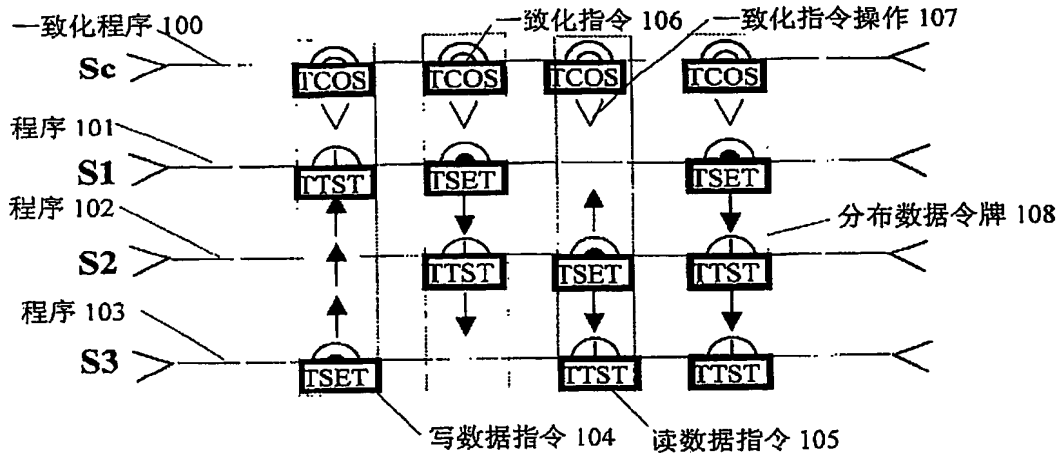 一致化程序 100
一致化指令 106
一致化指令操作 107
Sc
TCOS TCOS TCOS TCOS
程序 101
S1
TTST TSET TSET
程序 102
分布数据令牌 108
S2
TTST TSET TTST
程序 103
S3
TSET TTST TTST
写数据指令 104
读数据指令 105